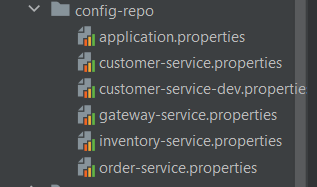 config-repo
application.properties
customer-service.properties
customer-service-dev.propertie
gateway-service.properties
inventory-service.properties
order-service.properties